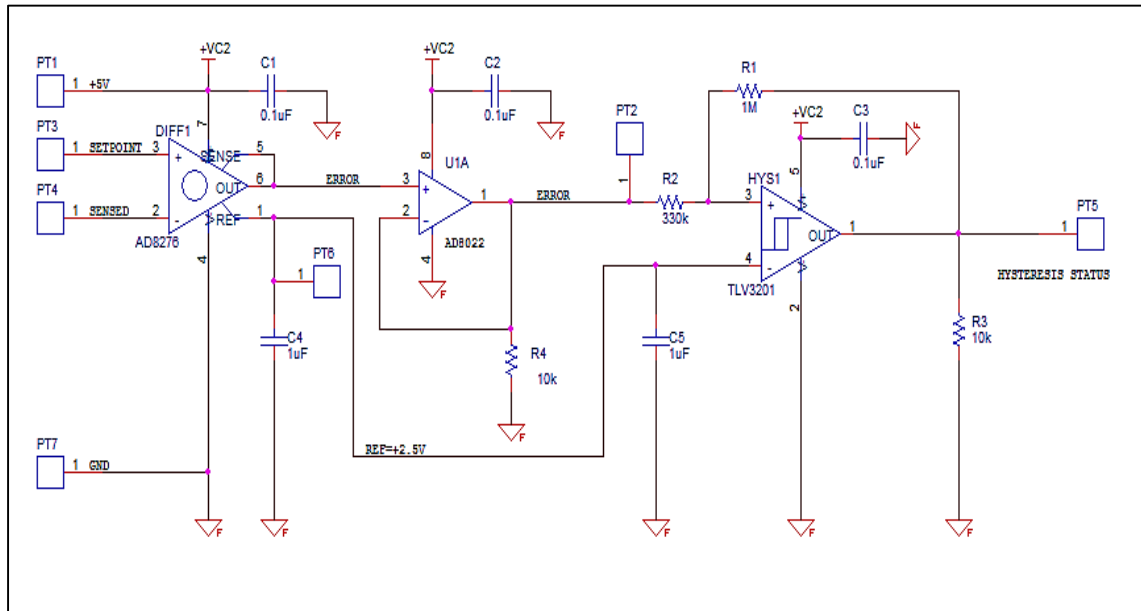 PT1
1 +5V
+VC2
C1
0.1uF
F
PT3
1 SETPOINT 3
DIFF1
7
+
SENSE 5
OUT 6
ERROR
PT4
1 SENSED 2
-
REF 1
AD8276
4
PT6
1
C4
1uF
F
PT7
1 GND
F
+VC2
C2
0.1uF
F
8
U1A
3
+
1
ERROR
2
-
AD8022
4
F
R4
10k
F
REF=+2.5V
PT2
1
R2
330k
R1
1M
+VC2
C3
0.1uF
F
HYS1
5
3
+
OUT 1
4
-
TLV3201
2
F
C5
1uF
F
1 PT5
HYSTERESIS STATUS
R3
10k
F